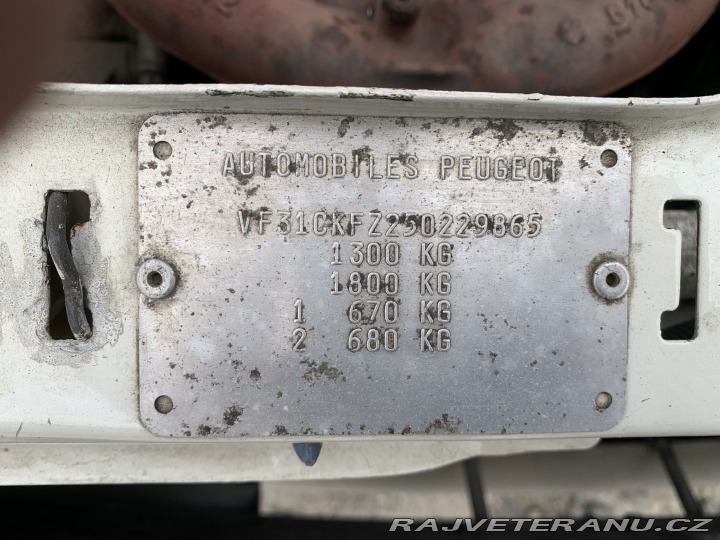 AUTOMOBILES PEUGEOT
VF31CKFZ250229865
1300 KG
1800 KG
1 670 KG
2 680 KG
RAJVETERANU.CZ